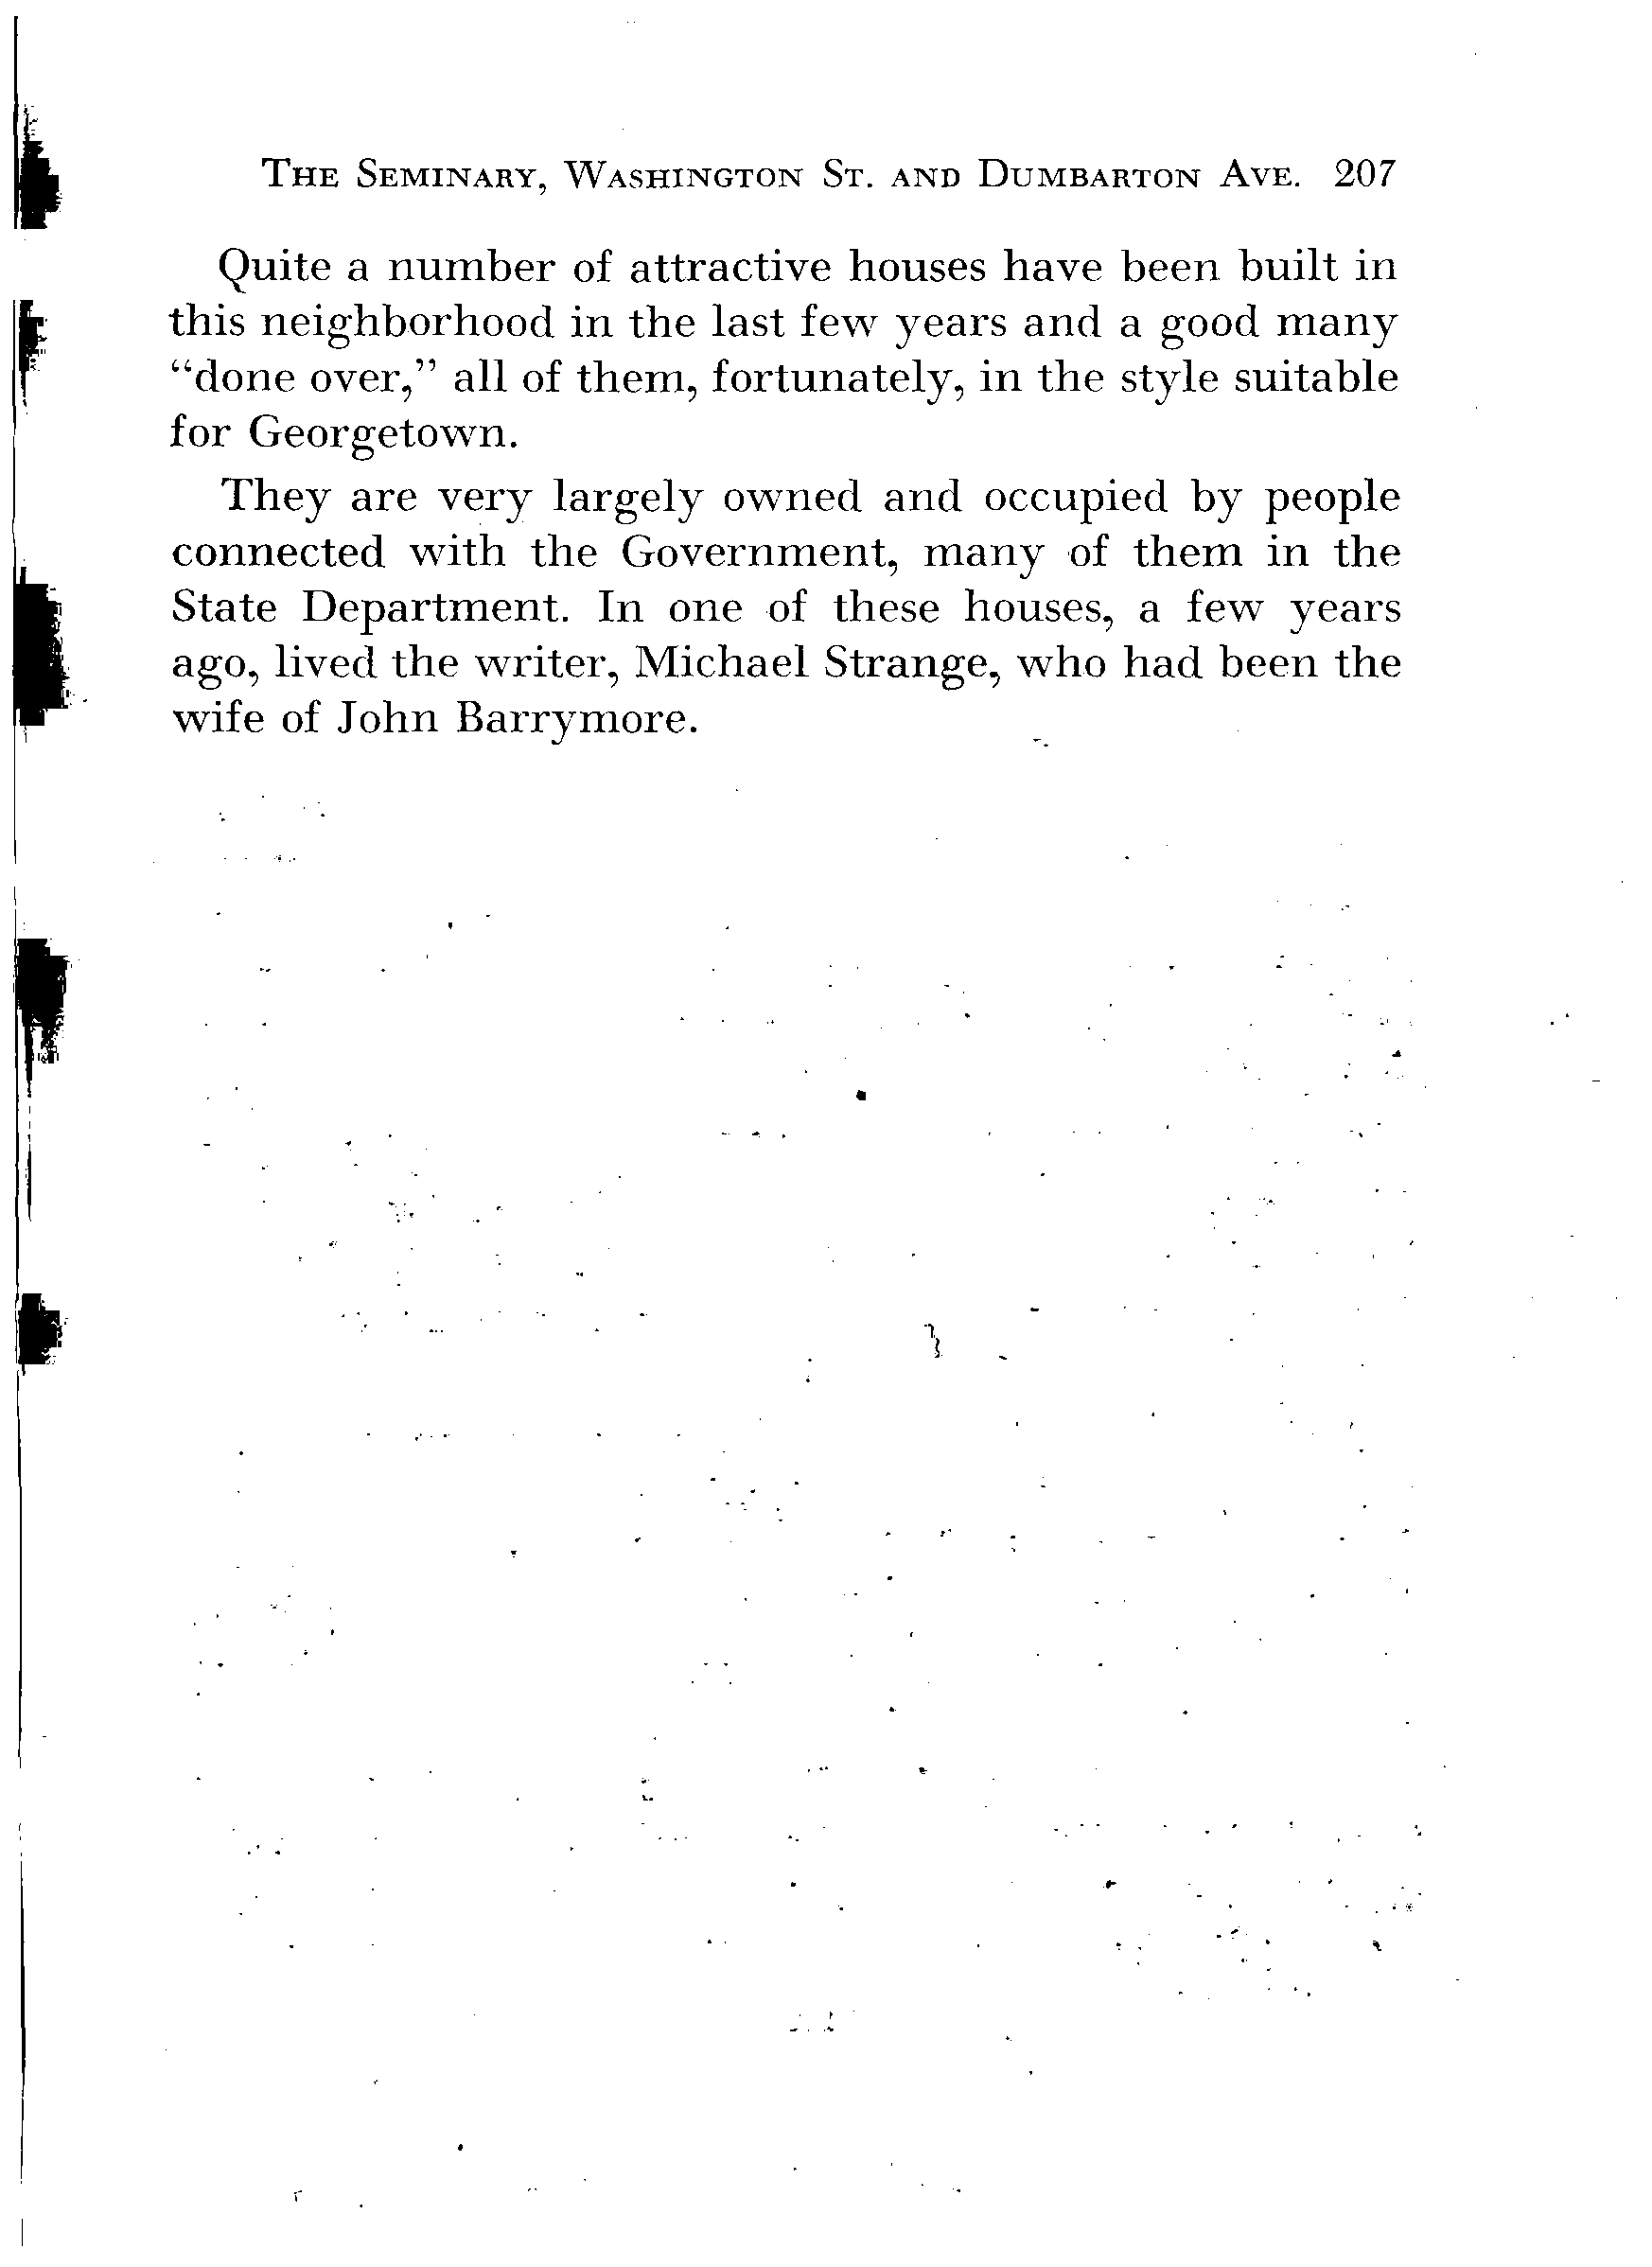 The Seminary, Washington St. and Dumbarton Ave. 207
Quite a number of attractive houses have been built in
this neighborhood in the last few years and a good many
“done over,” all of them, fortunately, in the style suitable
for Georgetown.
They are very largely owned and occupied by people
connected with the Government, many of them in the
State Department. In one of these houses, a few years
ago, lived the writer, Michael Strange, who had been the
wife of John Barrymore.